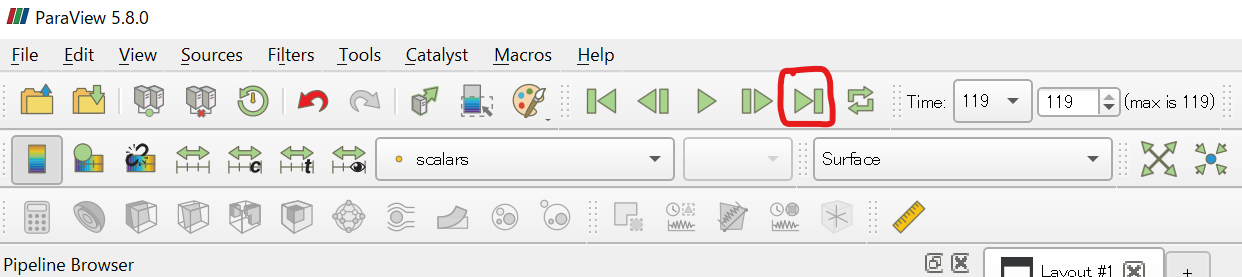 ParaView 5.8.0
File Edit View Sources Filters Tools Catalyst Macros Help
Time: 119 119 (max is 119)
c t scalars Surface
Pipeline Browser Layout #1 +